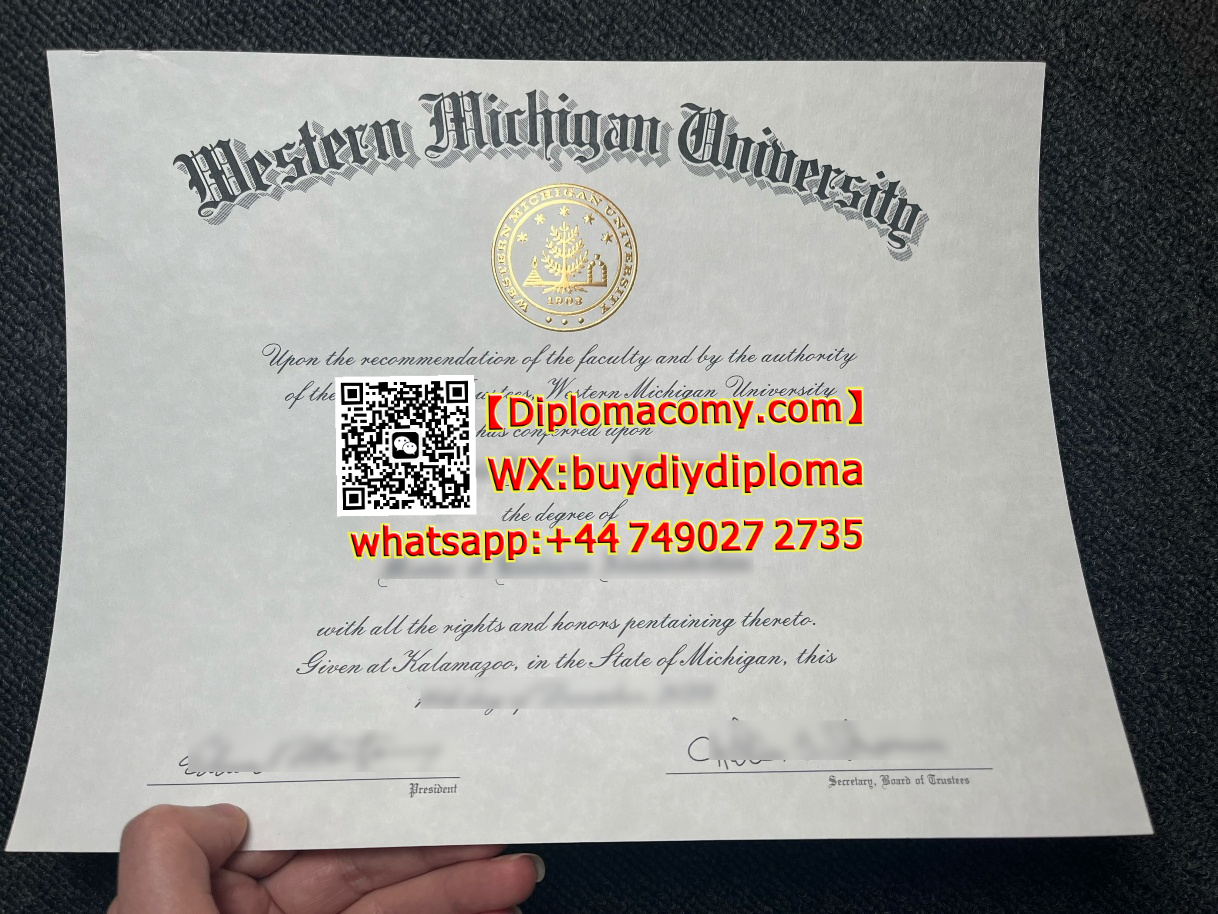 Western Michigan University
WESTERN MICHIGAN UNIVERSITY
1903
Upon the recommendation of the faculty and by the authority
of the Trustees, Western Michigan University
【Diplomacomy.com】
has conferred upon
WX:buydiydiploma
the degree of
whatsapp:+44 749027 2735
with all the rights and honors pentaining thereto.
Given at Kalamazoo, in the State of Michigan, this
President
Secretary, Board of Trustees